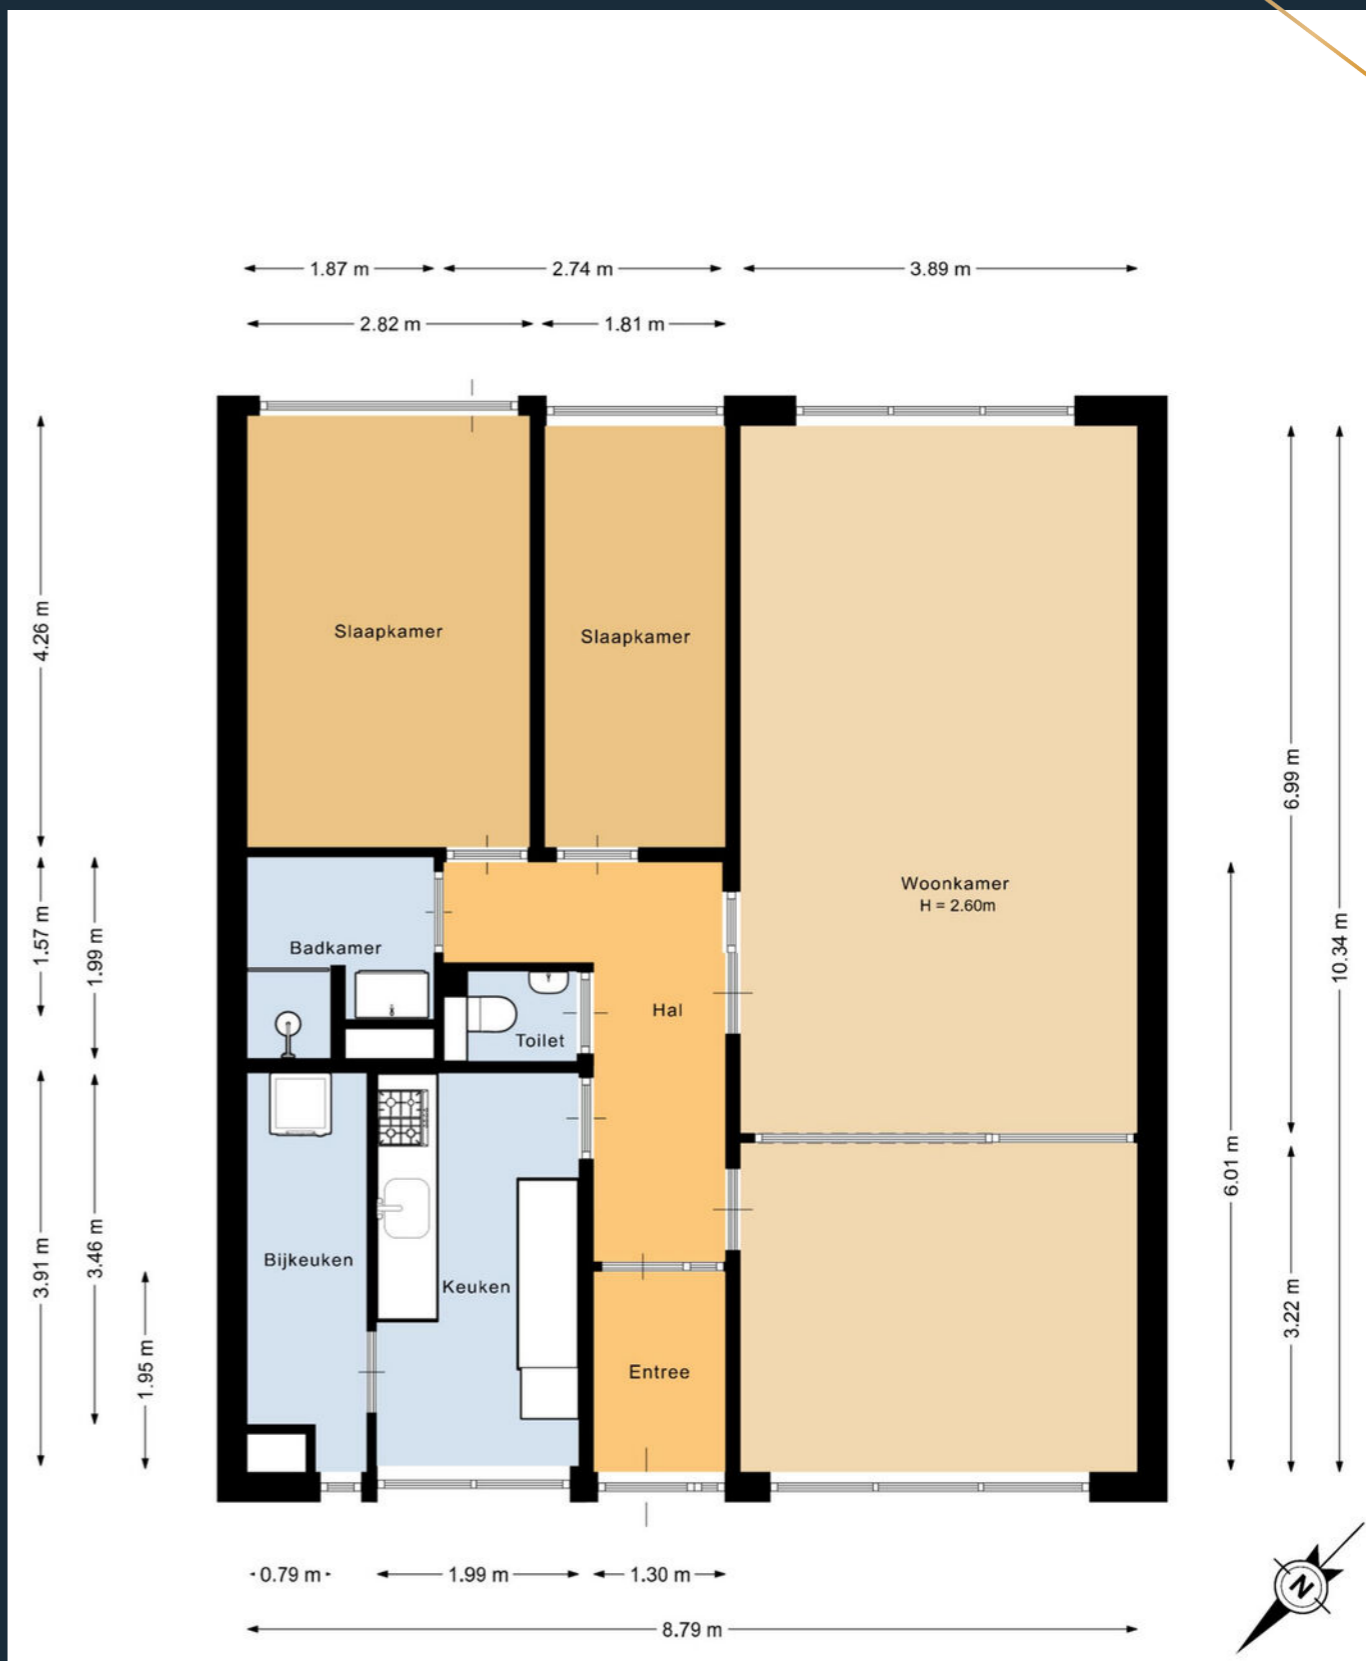 1.87 m
2.74 m
3.89 m
2.82 m
1.81 m
4.26 m
1.57 m
1.99 m
3.91 m
3.46 m
1.95 m
Slaapkamer
Slaapkamer
Woonkamer
H = 2.60m
Badkamer
Hal
Toilet
Bijkeuken
Keuken
Entree
6.99 m
10.34 m
6.01 m
3.22 m
0.79 m
1.99 m
1.30 m
8.79 m
N